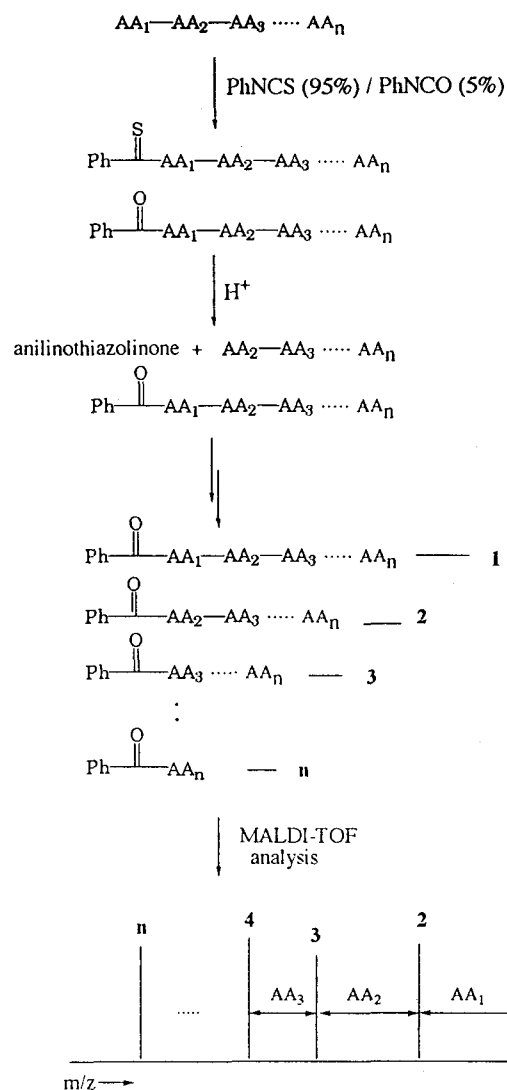 AA1—AA2—AA3 ····· AAn
PhNCS (95%) / PhNCO (5%)
S
Ph—AA1—AA2—AA3 ····· AAn
O
Ph—AA1—AA2—AA3 ····· AAn
H+
anilinothiazolinone + AA2—AA3 ····· AAn
O
Ph—AA1—AA2—AA3 ····· AAn
O
Ph—AA1—AA2—AA3 ····· AAn — 1
O
Ph—AA2—AA3 ····· AAn — 2
O
Ph—AA3 ····· AAn — 3
:
O
Ph—AAn — n
MALDI-TOF
analysis
n ····· 4 3 2
AA3 AA2 AA1
m/z